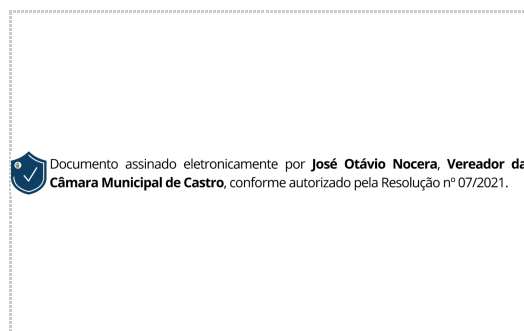 Documento assinado eletronicamente por José Otávio Nocera, Vereador da
Câmara Municipal de Castro, conforme autorizado pela Resolução nº 07/2021.